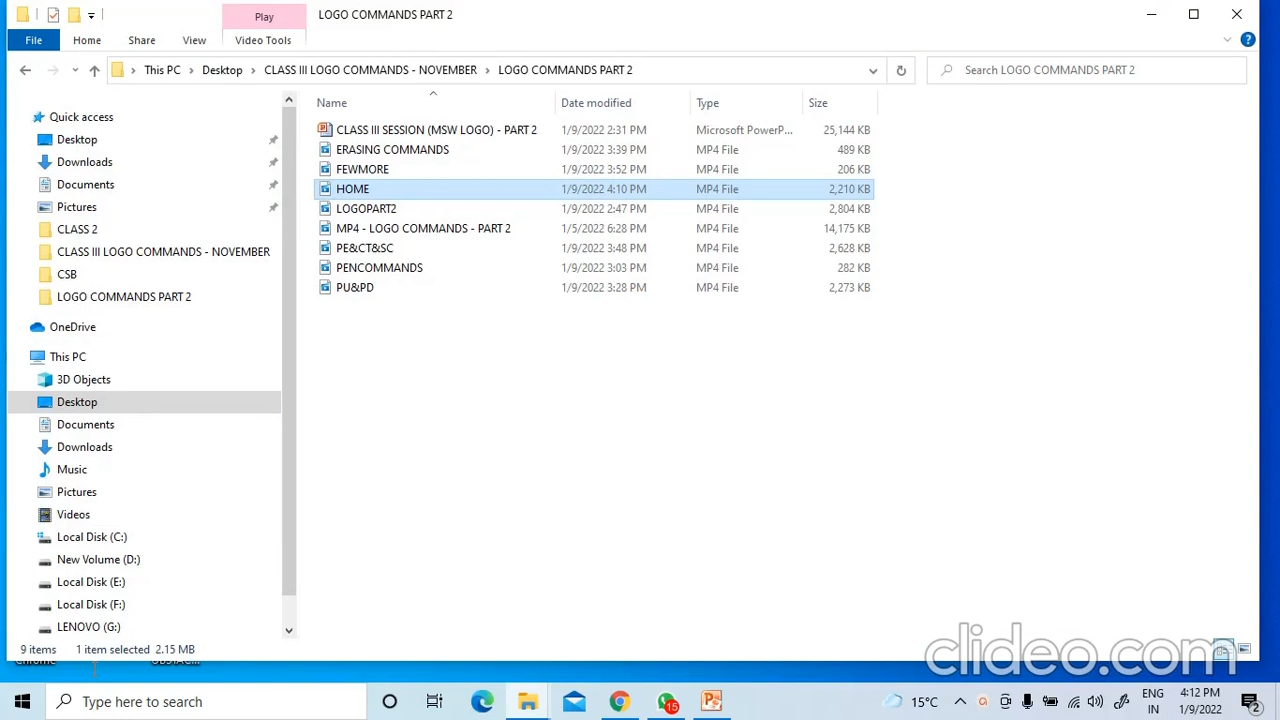 Play
LOGO COMMANDS PART 2
File
Home
Share
View
Video Tools
This PC
Desktop
CLASS III LOGO COMMANDS - NOVEMBER
LOGO COMMANDS PART 2
Search LOGO COMMANDS PART 2
Name
Date modified
Type
Size
CLASS III SESSION (MSW LOGO) - PART 2 1/9/2022 2:31 PM Microsoft PowerP... 25,144 KB
ERASING COMMANDS 1/9/2022 3:39 PM MP4 File 489 KB
FEWMORE 1/9/2022 3:52 PM MP4 File 206 KB
HOME 1/9/2022 4:10 PM MP4 File 2,210 KB
LOGOPART2 1/9/2022 2:47 PM MP4 File 2,804 KB
MP4 - LOGO COMMANDS - PART 2 1/5/2022 6:28 PM MP4 File 14,175 KB
PE&CT&SC 1/9/2022 3:48 PM MP4 File 2,628 KB
PENCOMMANDS 1/9/2022 3:03 PM MP4 File 282 KB
PU&PD 1/9/2022 3:28 PM MP4 File 2,273 KB
Quick access
Desktop
Downloads
Documents
Pictures
CLASS 2
CLASS III LOGO COMMANDS - NOVEMBER
CSB
LOGO COMMANDS PART 2
OneDrive
This PC
3D Objects
Desktop
Documents
Downloads
Music
Pictures
Videos
Local Disk (C:)
New Volume (D:)
Local Disk (E:)
Local Disk (F:)
LENOVO (G:)
9 items 1 item selected 2.15 MB
clideo.com
Chrome
Type here to search
15
15°C
ENG
IN
4:12 PM
1/9/2022
2